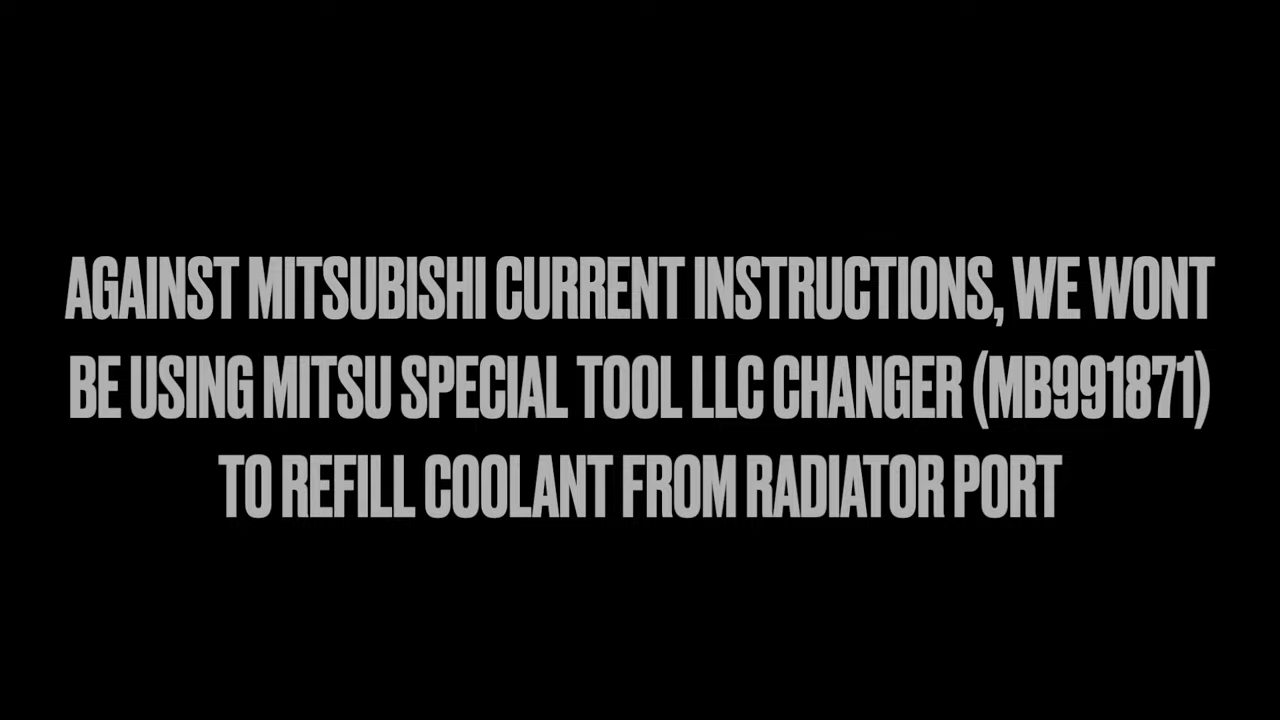 AGAINST MITSUBISHI CURRENT INSTRUCTIONS, WE WONT
BE USING MITSU SPECIAL TOOL LLC CHANGER (MB991871)
TO REFILL COOLANT FROM RADIATOR PORT